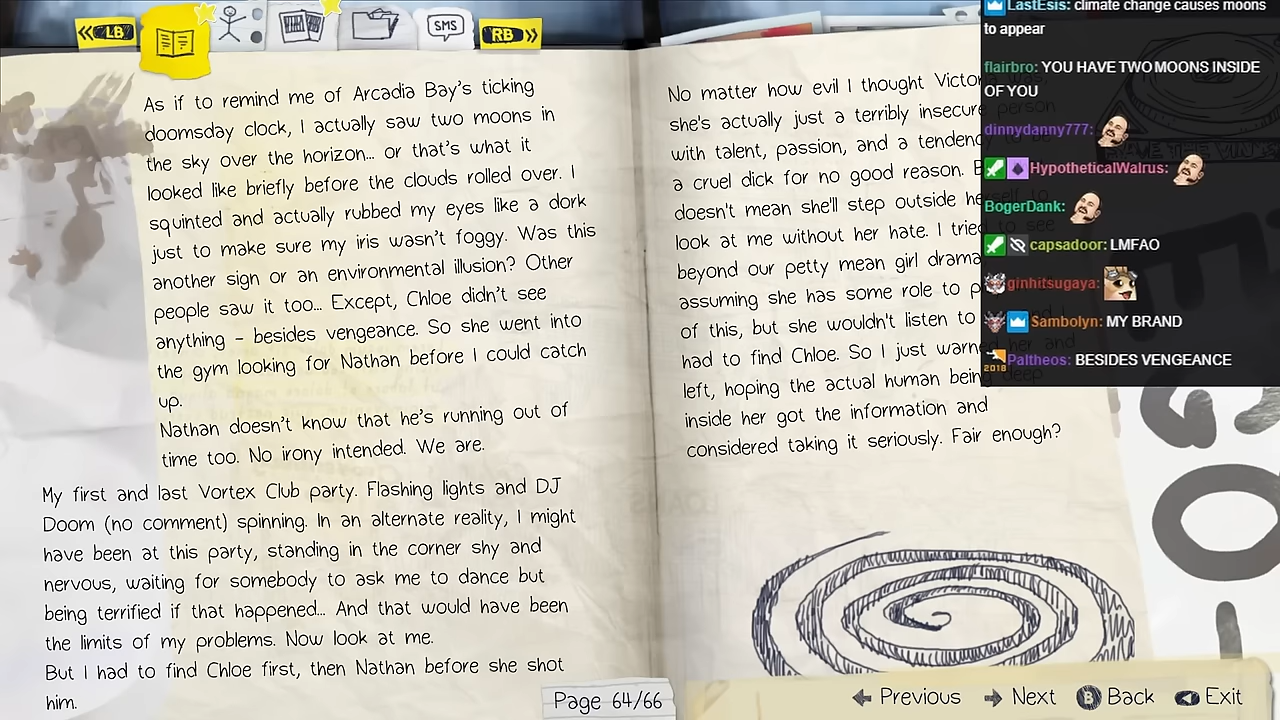 LB
SMS
RB
As if to remind me of Arcadia Bay's ticking
doomsday clock, I actually saw two moons in
the sky over the horizon... or that's what it
looked like briefly before the clouds rolled over. I
squinted and actually rubbed my eyes like a dork
just to make sure my iris wasn't foggy. Was this
another sign or an environmental illusion? Other
people saw it too... Except, Chloe didn't see
anything – besides vengeance. So she went into
the gym looking for Nathan before I could catch
up.
Nathan doesn't know that he's running out of
time too. No irony intended. We are.
My first and last Vortex Club party. Flashing lights and DJ
Doom (no comment) spinning. In an alternate reality, I might
have been at this party, standing in the corner shy and
nervous, waiting for somebody to ask me to dance but
being terrified if that happened... And that would have been
the limits of my problems. Now look at me.
But I had to find Chloe first, then Nathan before she shot
him.
No matter how evil I thought Victoria was,
she's actually just a terribly insecure person
with talent, passion, and a tendency to be
a cruel dick for no good reason.
doesn't mean she'll step outside herself to
look at me without her hate. I tried to see
beyond our petty mean girl drama
assuming she has some role to
of this, but she wouldn't listen to
had to find Chloe. So I just warned her and
left, hoping the actual human being deep
inside her got the information and
considered taking it seriously. Fair enough?
LastEsis: climate change causes moons
to appear
flairbro: YOU HAVE TWO MOONS INSIDE
OF YOU
dinnydanny777:
HypotheticalWalrus:
BogerDank:
capsadoor: LMFAO
ginhitsugaya:
Sambolyn: MY BRAND
2018 Paltheos: BESIDES VENGEANCE
Page 64/66
Previous
Next
B Back
Exit